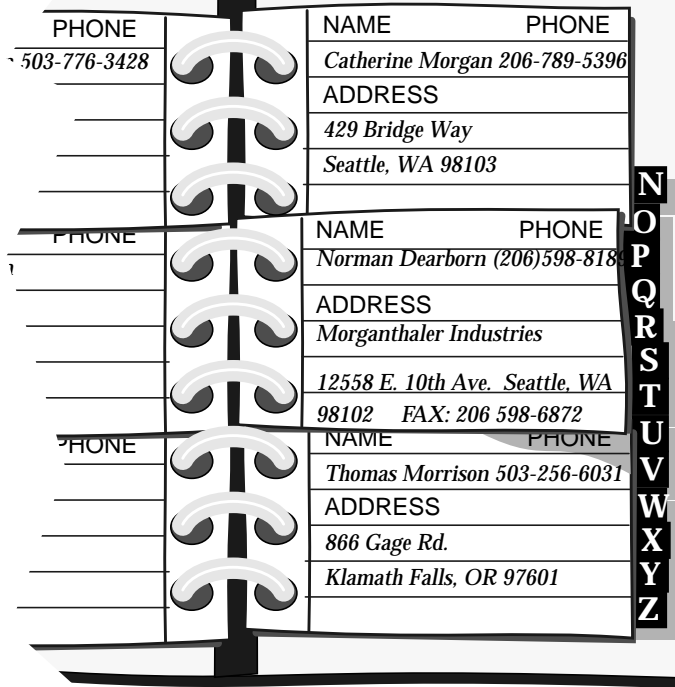 PHONE
503-776-3428
NAME PHONE
Catherine Morgan 206-789-5396
ADDRESS
429 Bridge Way
Seattle, WA 98103
PHONE
NAME PHONE
Norman Dearborn (206)598-8189
ADDRESS
Morganthaler Industries
12558 E. 10th Ave. Seattle, WA
98102 FAX: 206 598-6872
PHONE
NAME PHONE
Thomas Morrison 503-256-6031
ADDRESS
866 Gage Rd.
Klamath Falls, OR 97601
N
O
P
Q
R
S
T
U
V
W
X
Y
Z